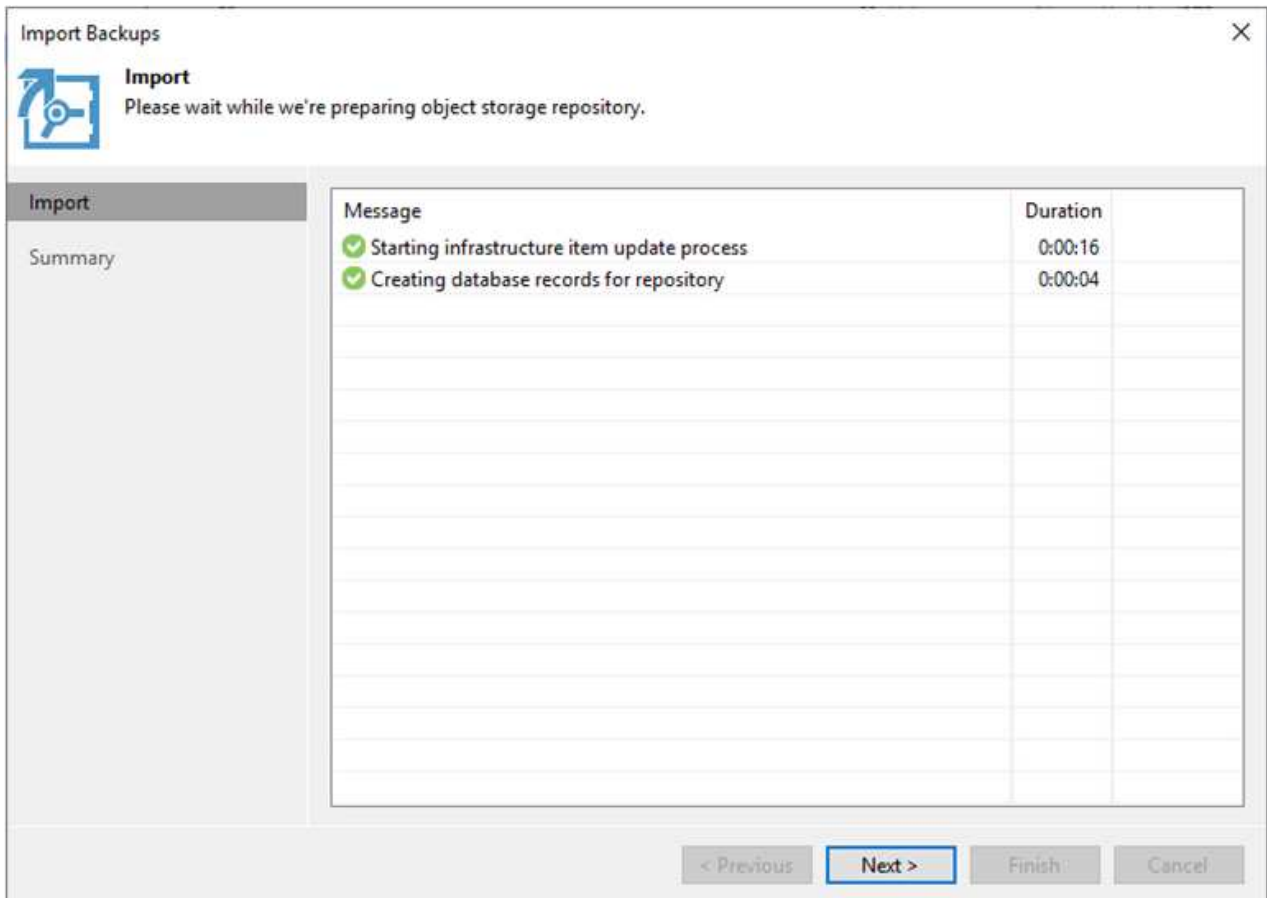 Import Backups
Import
Please wait while we're preparing object storage repository.
Import
Summary
Message Duration
Starting infrastructure item update process 0:00:16
Creating database records for repository 0:00:04
< Previous Next > Finish Cancel